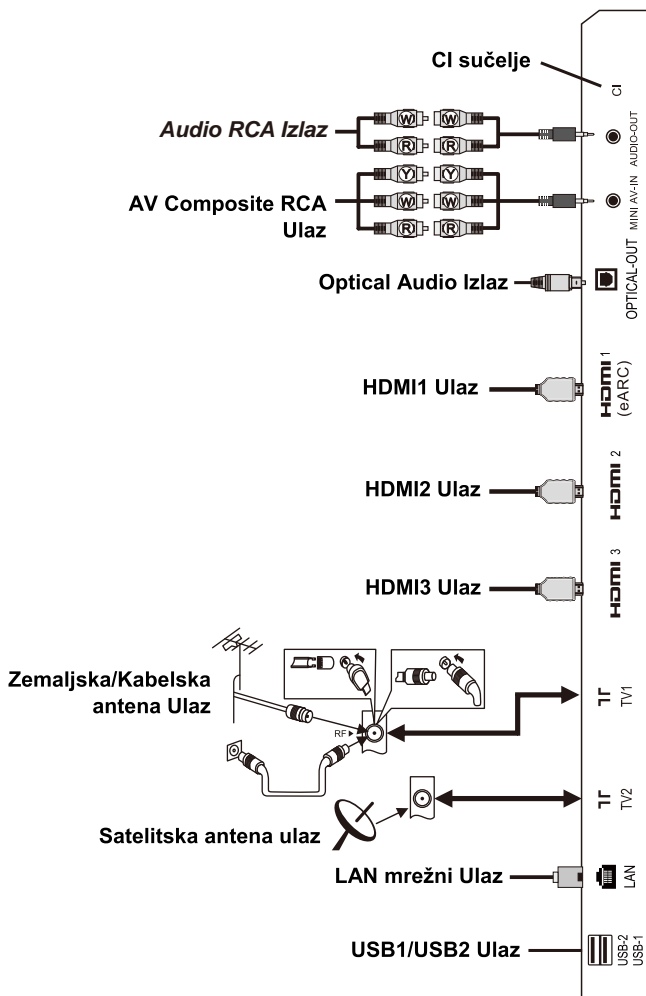 CI sučelje
CI
Audio RCA Izlaz
W W
R R
AUDIO-OUT
AV Composite RCA
Ulaz
Y Y
W W
R R
MINI AV-IN
Optical Audio Izlaz
OPTICAL-OUT
HDMI1 Ulaz
HDMI 1
(eARC)
HDMI2 Ulaz
HDMI 2
HDMI3 Ulaz
HDMI 3
Zemaljska/Kabelska
antena Ulaz
RF
TV1
Satelitska antena ulaz
TV2
LAN mrežni Ulaz
LAN
USB1/USB2 Ulaz
USB-2
USB-1